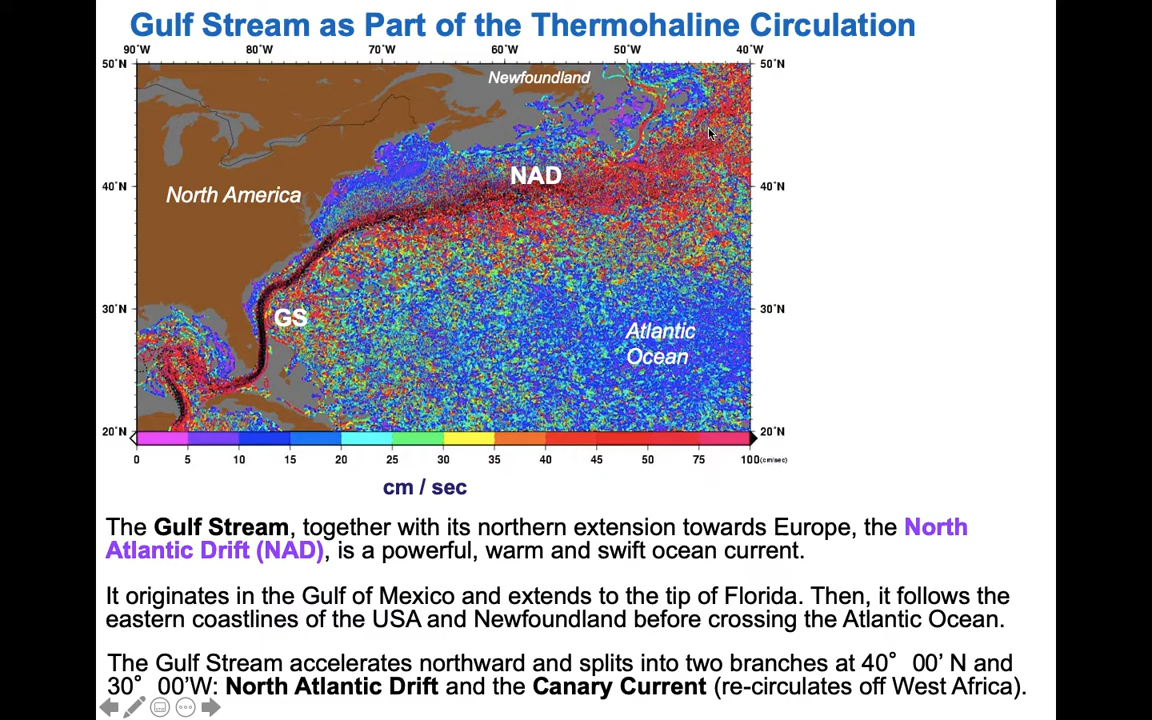 Gulf Stream as Part of the Thermohaline Circulation
90˚W 80˚W 70˚W 60˚W 50˚W 40˚W
50˚N 50˚N
Newfoundland
NAD
40˚N 40˚N
North America
30˚N 30˚N
GS
Atlantic
Ocean
20˚N 20˚N
0 5 10 15 20 25 30 35 40 45 50 75 100(cm/sec)
cm / sec
The Gulf Stream, together with its northern extension towards Europe, the North
Atlantic Drift (NAD), is a powerful, warm and swift ocean current.
It originates in the Gulf of Mexico and extends to the tip of Florida. Then, it follows the
eastern coastlines of the USA and Newfoundland before crossing the Atlantic Ocean.
The Gulf Stream accelerates northward and splits into two branches at 40° 00’ N and
30° 00’W: North Atlantic Drift and the Canary Current (re-circulates off West Africa).